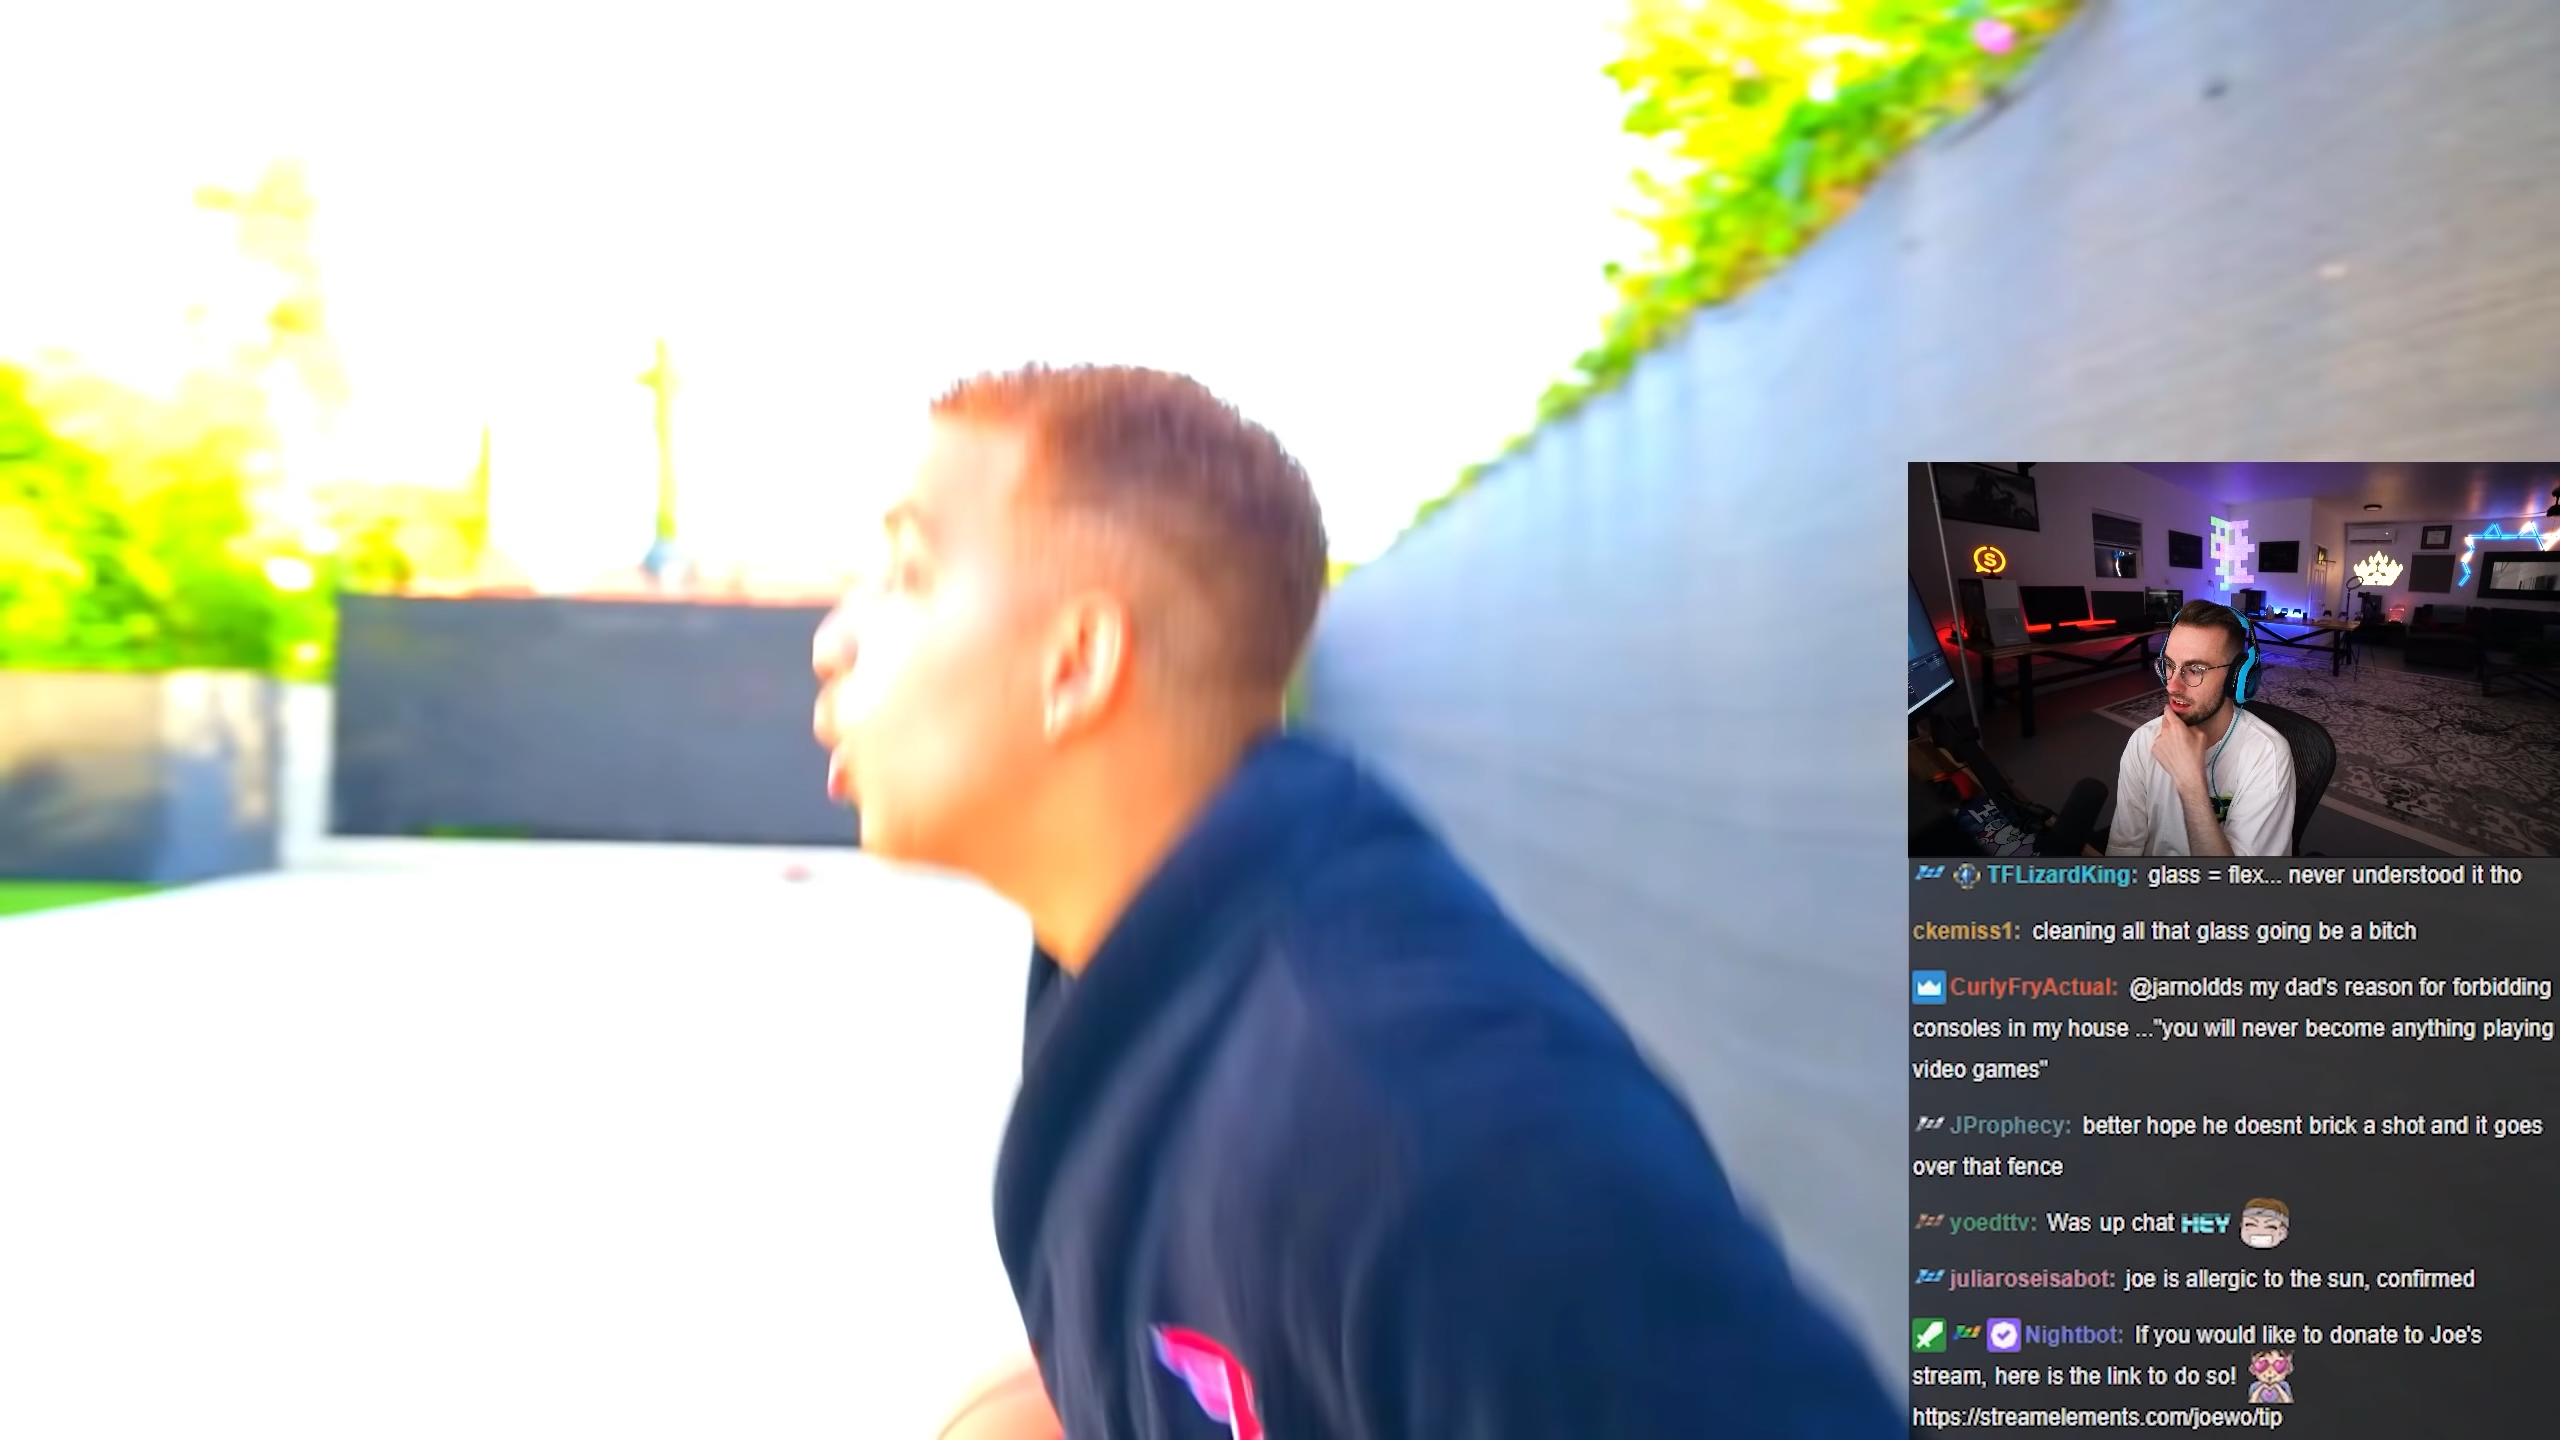 TFLizardKing: glass = flex... never understood it tho
ckemiss1: cleaning all that glass going be a bitch
CurlyFryActual: @jarnoldds my dad's reason for forbidding
consoles in my house ..."you will never become anything playing
video games"
JProphecy: better hope he doesnt brick a shot and it goes
over that fence
yoedttv: Was up chat HEY
juliaroseisabot: joe is allergic to the sun, confirmed
Nightbot: If you would like to donate to Joe's
stream, here is the link to do so!
https://streamelements.com/joewo/tip